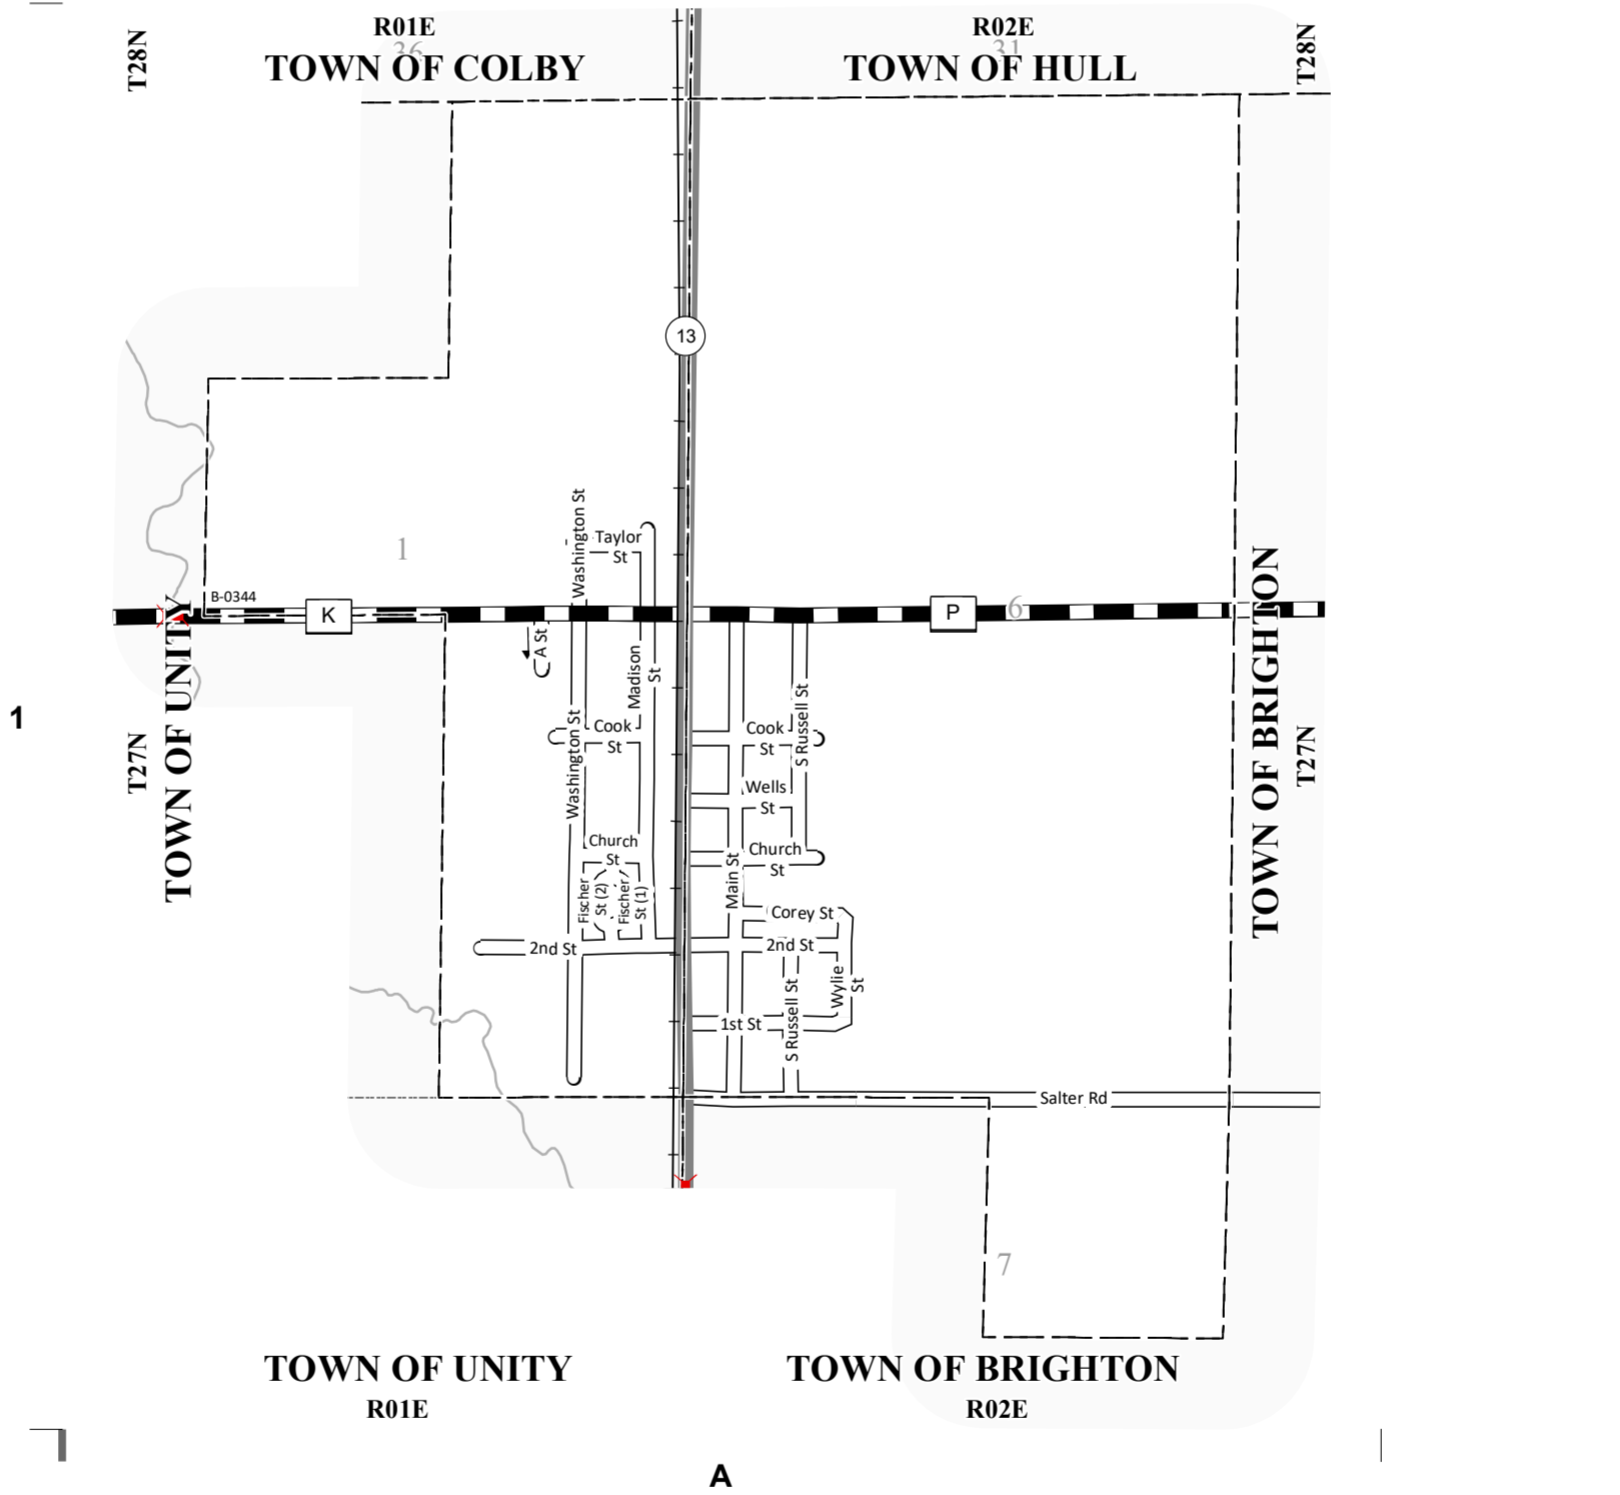 R01E
R02E
T28N
T28N
36
31
TOWN OF COLBY
TOWN OF HULL
13
Washington St
Taylor
St
1
B-0344
K
P
6
TOWN OF UNITY
TOWN OF BRIGHTON
A St
Madison
St
S Russell St
1
T27N
T27N
Washington St
Cook
St
Cook
St
Wells
St
Church
St
Church
St
Main St
Fischer
St (2)
Fischer
St (1)
Corey St
2nd St
2nd St
Wylie
St
S Russell St
1st St
Salter Rd
7
TOWN OF UNITY
TOWN OF BRIGHTON
R01E
R02E
A